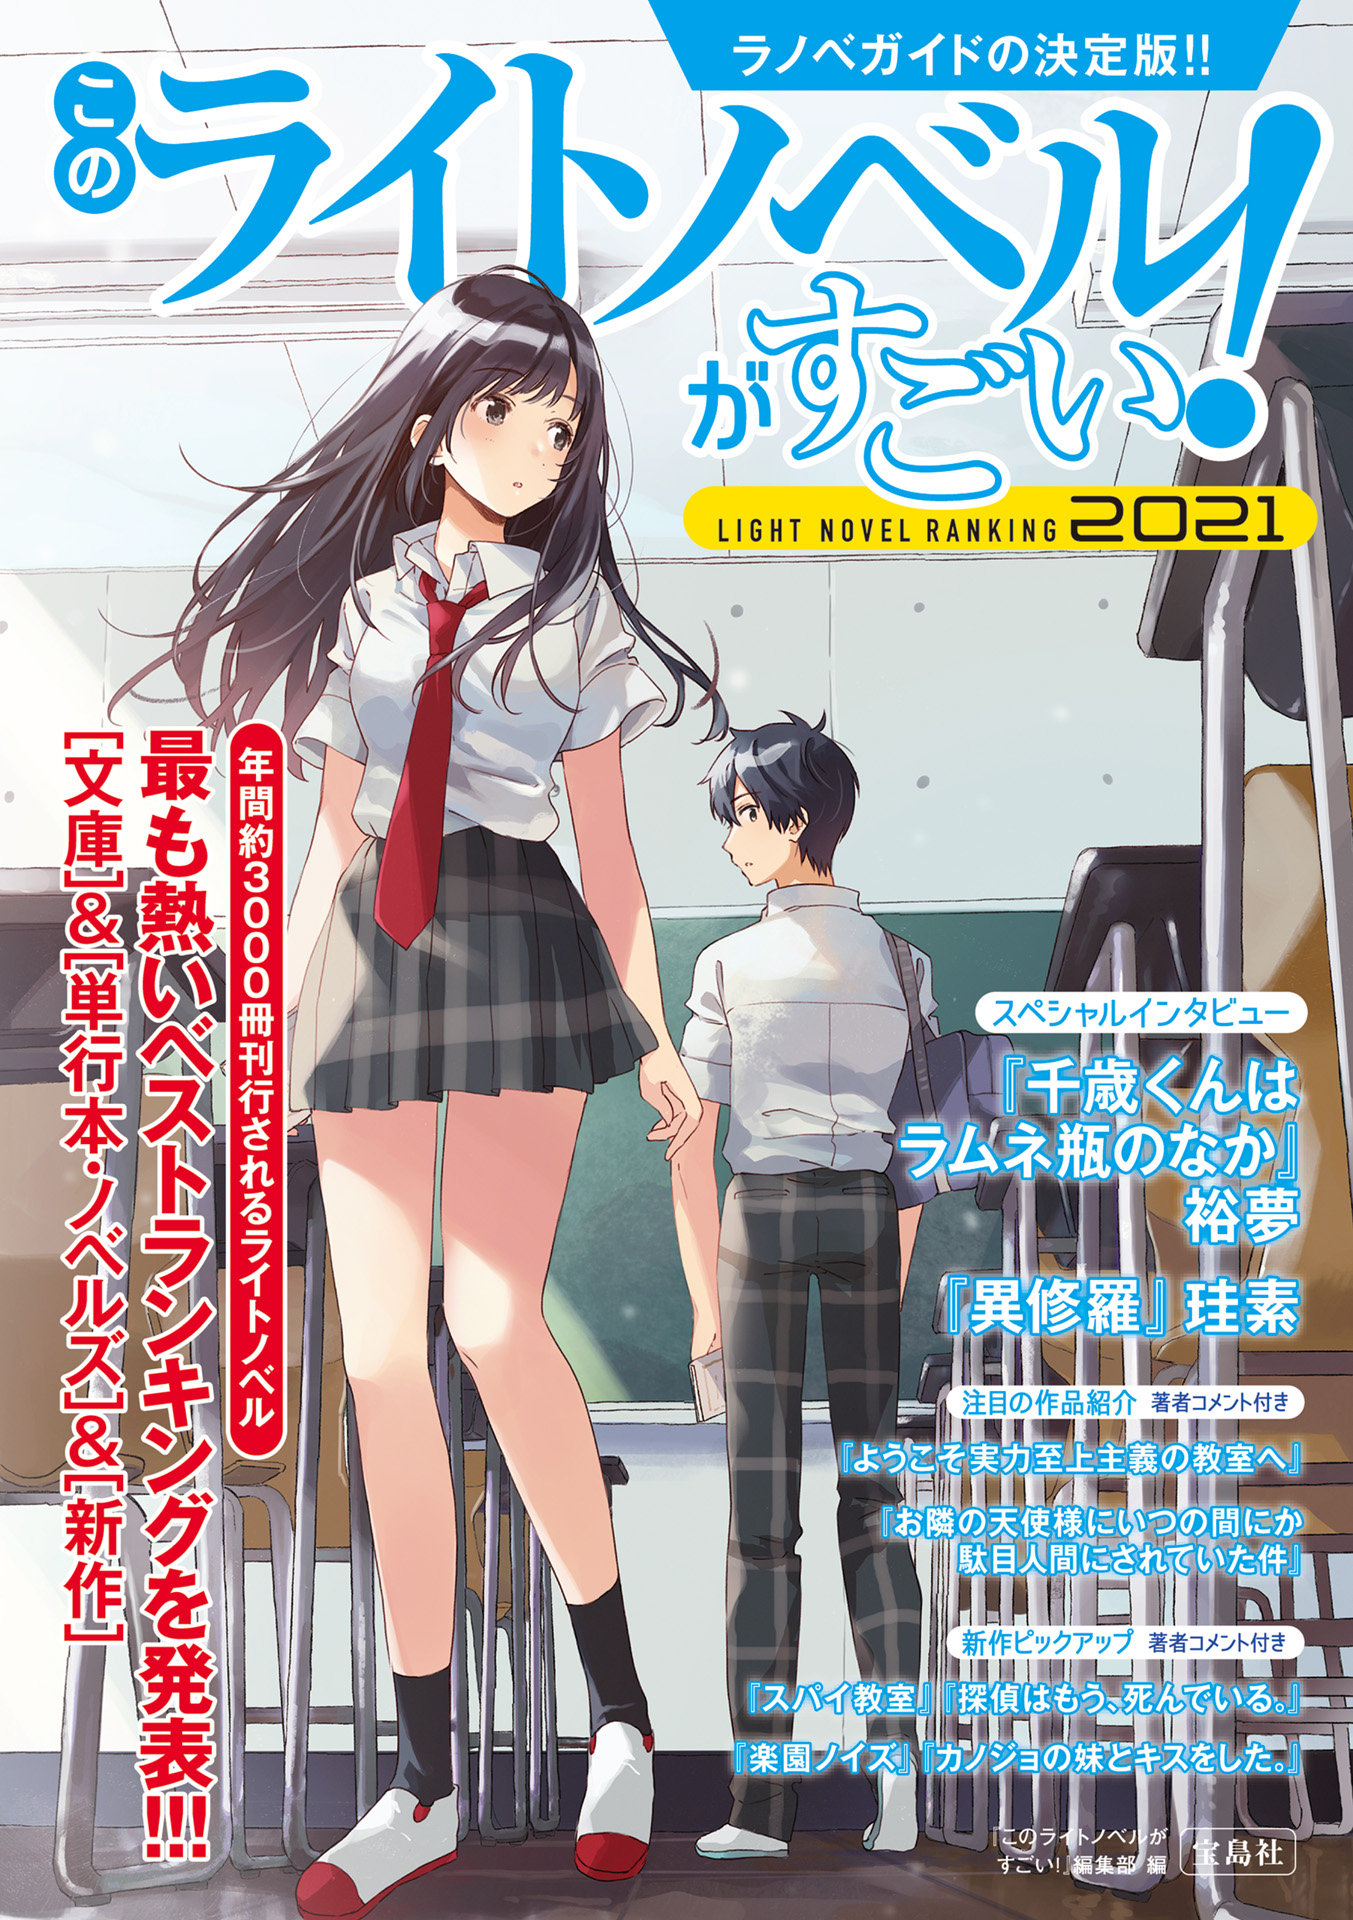 ラノベガイドの決定版!!
この
ライトノベル
がすごい!
LIGHT NOVEL RANKING 2021
年間約3000冊刊行されるライトノベル
最も熱いベストランキングを発表!!!
[文庫]&[単行本・ノベルズ]&[新作]
スペシャルインタビュー
『千歳くんは
ラムネ瓶のなか』
裕夢
『異修羅』珪素
注目の作品紹介 著者コメント付き
『ようこそ実力至上主義の教室へ』
『お隣の天使様にいつの間にか
駄目人間にされていた件』
新作ピックアップ 著者コメント付き
『スパイ教室』『探偵はもう、死んでいる。』
『楽園ノイズ』『カノジョの妹とキスをした。』
『このライトノベルが
すごい!』編集部 編
宝島社